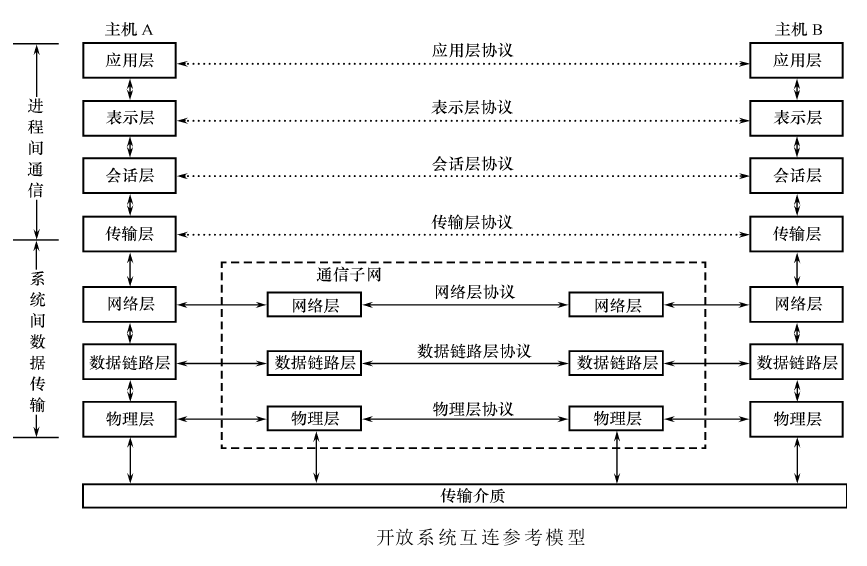 主机 A
主机 B
应用层
应用层协议
应用层
表示层
表示层协议
表示层
进程间通信
会话层
会话层协议
会话层
传输层
传输层协议
传输层
系统间数据传输
通信子网
网络层
网络层
网络层协议
网络层
网络层
数据链路层
数据链路层
数据链路层协议
数据链路层
数据链路层
物理层
物理层
物理层协议
物理层
物理层
传输介质
开放系统互连参考模型